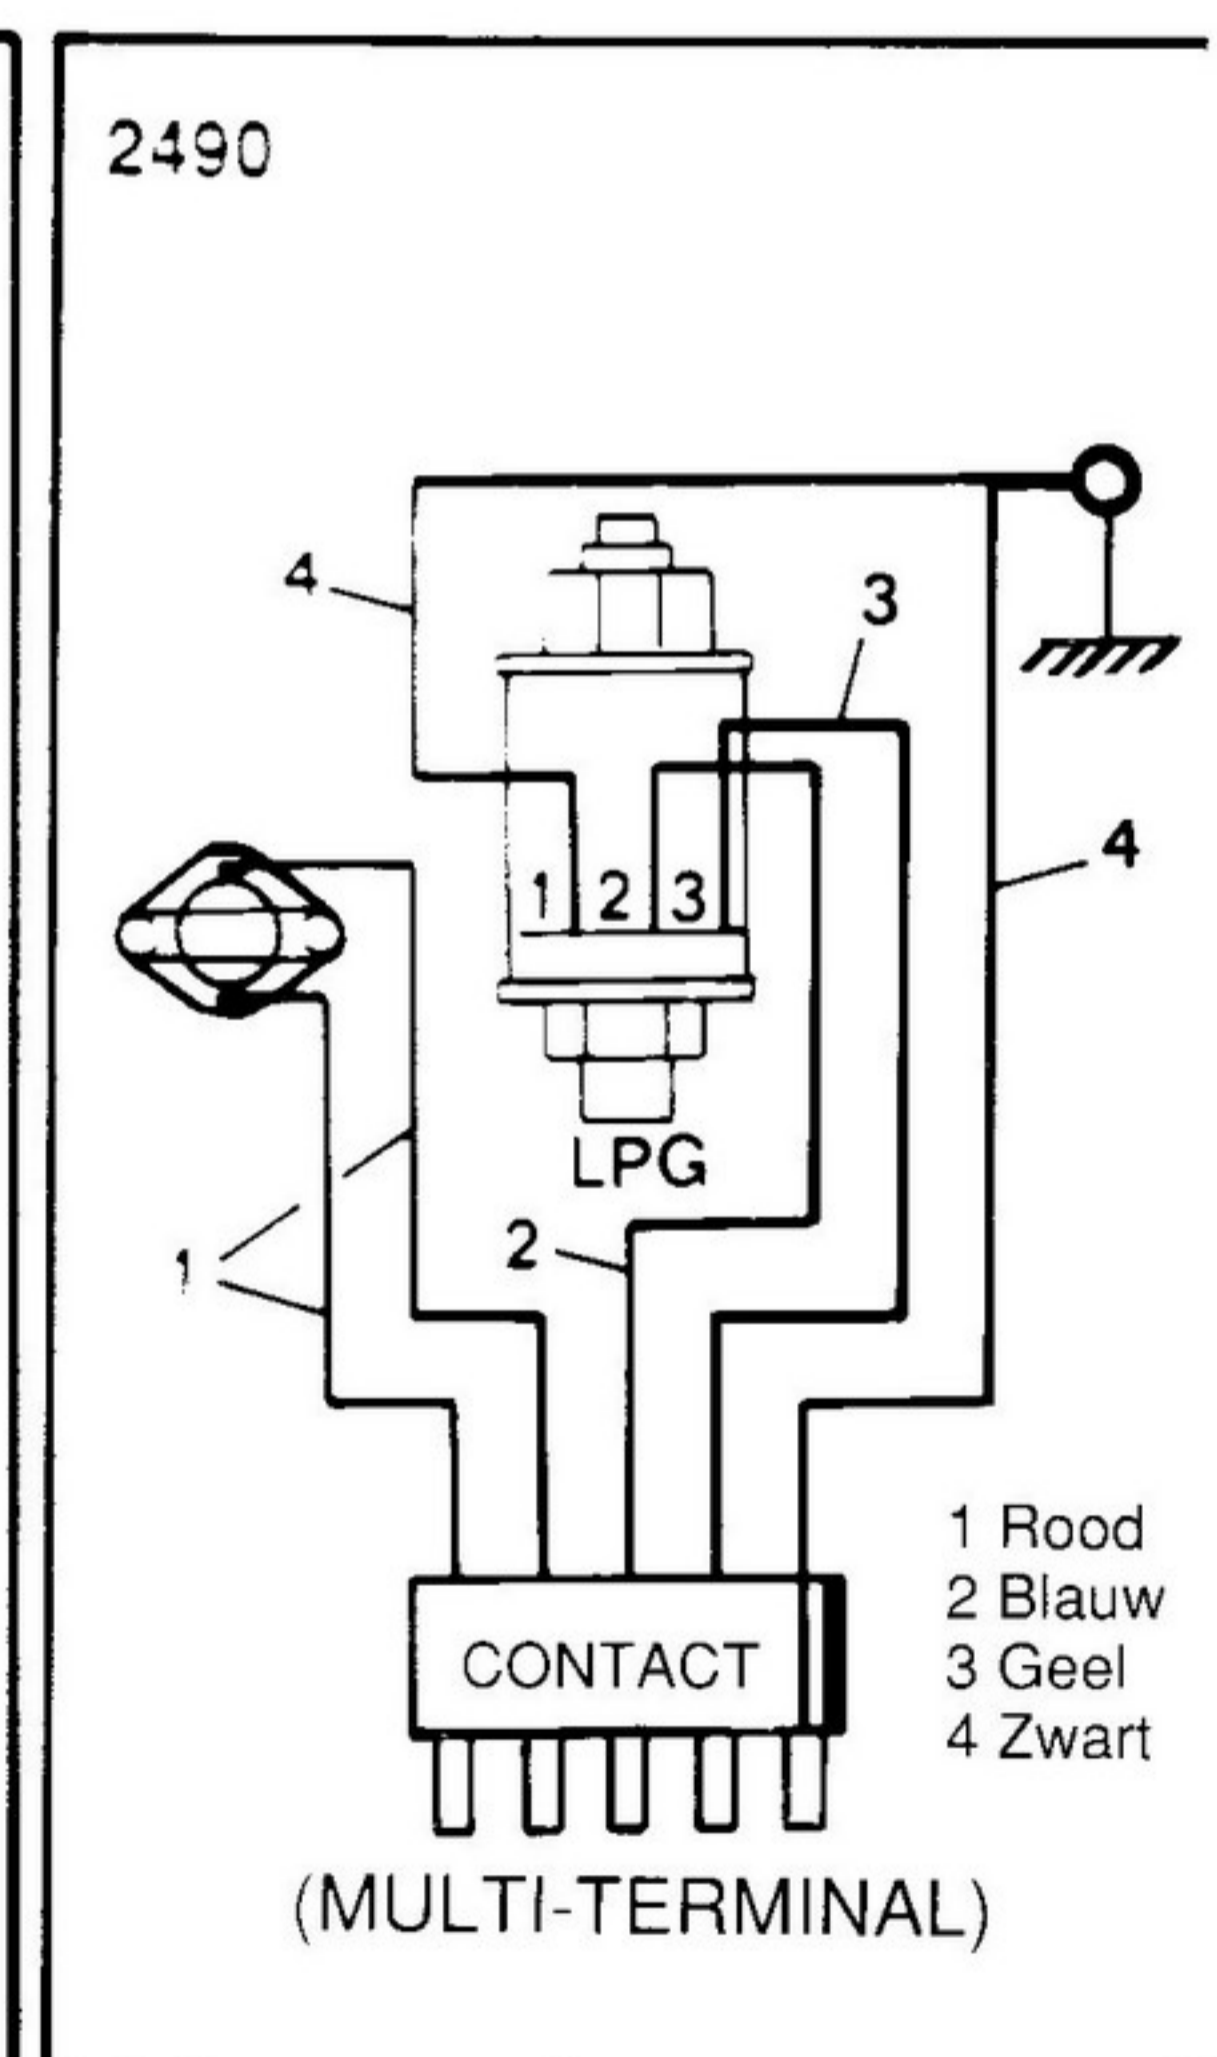 2490
4
3
4
1 2 3
LPG
2
1
1 Rood
2 Blauw
3 Geel
4 Zwart
CONTACT
(MULTI-TERMINAL)